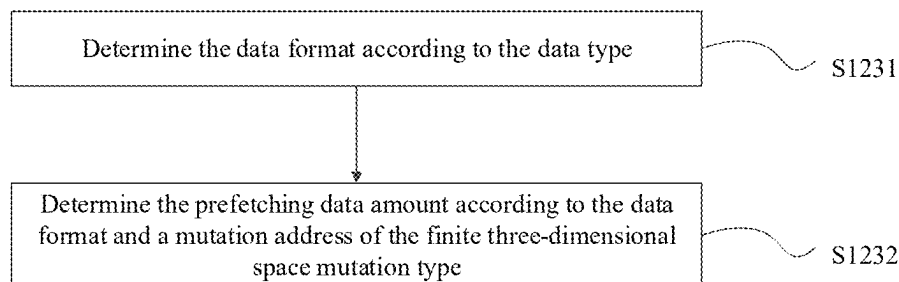 Determine the data format according to the data type
S1231
Determine the prefetching data amount according to the data
format and a mutation address of the finite three-dimensional
space mutation type
S1232